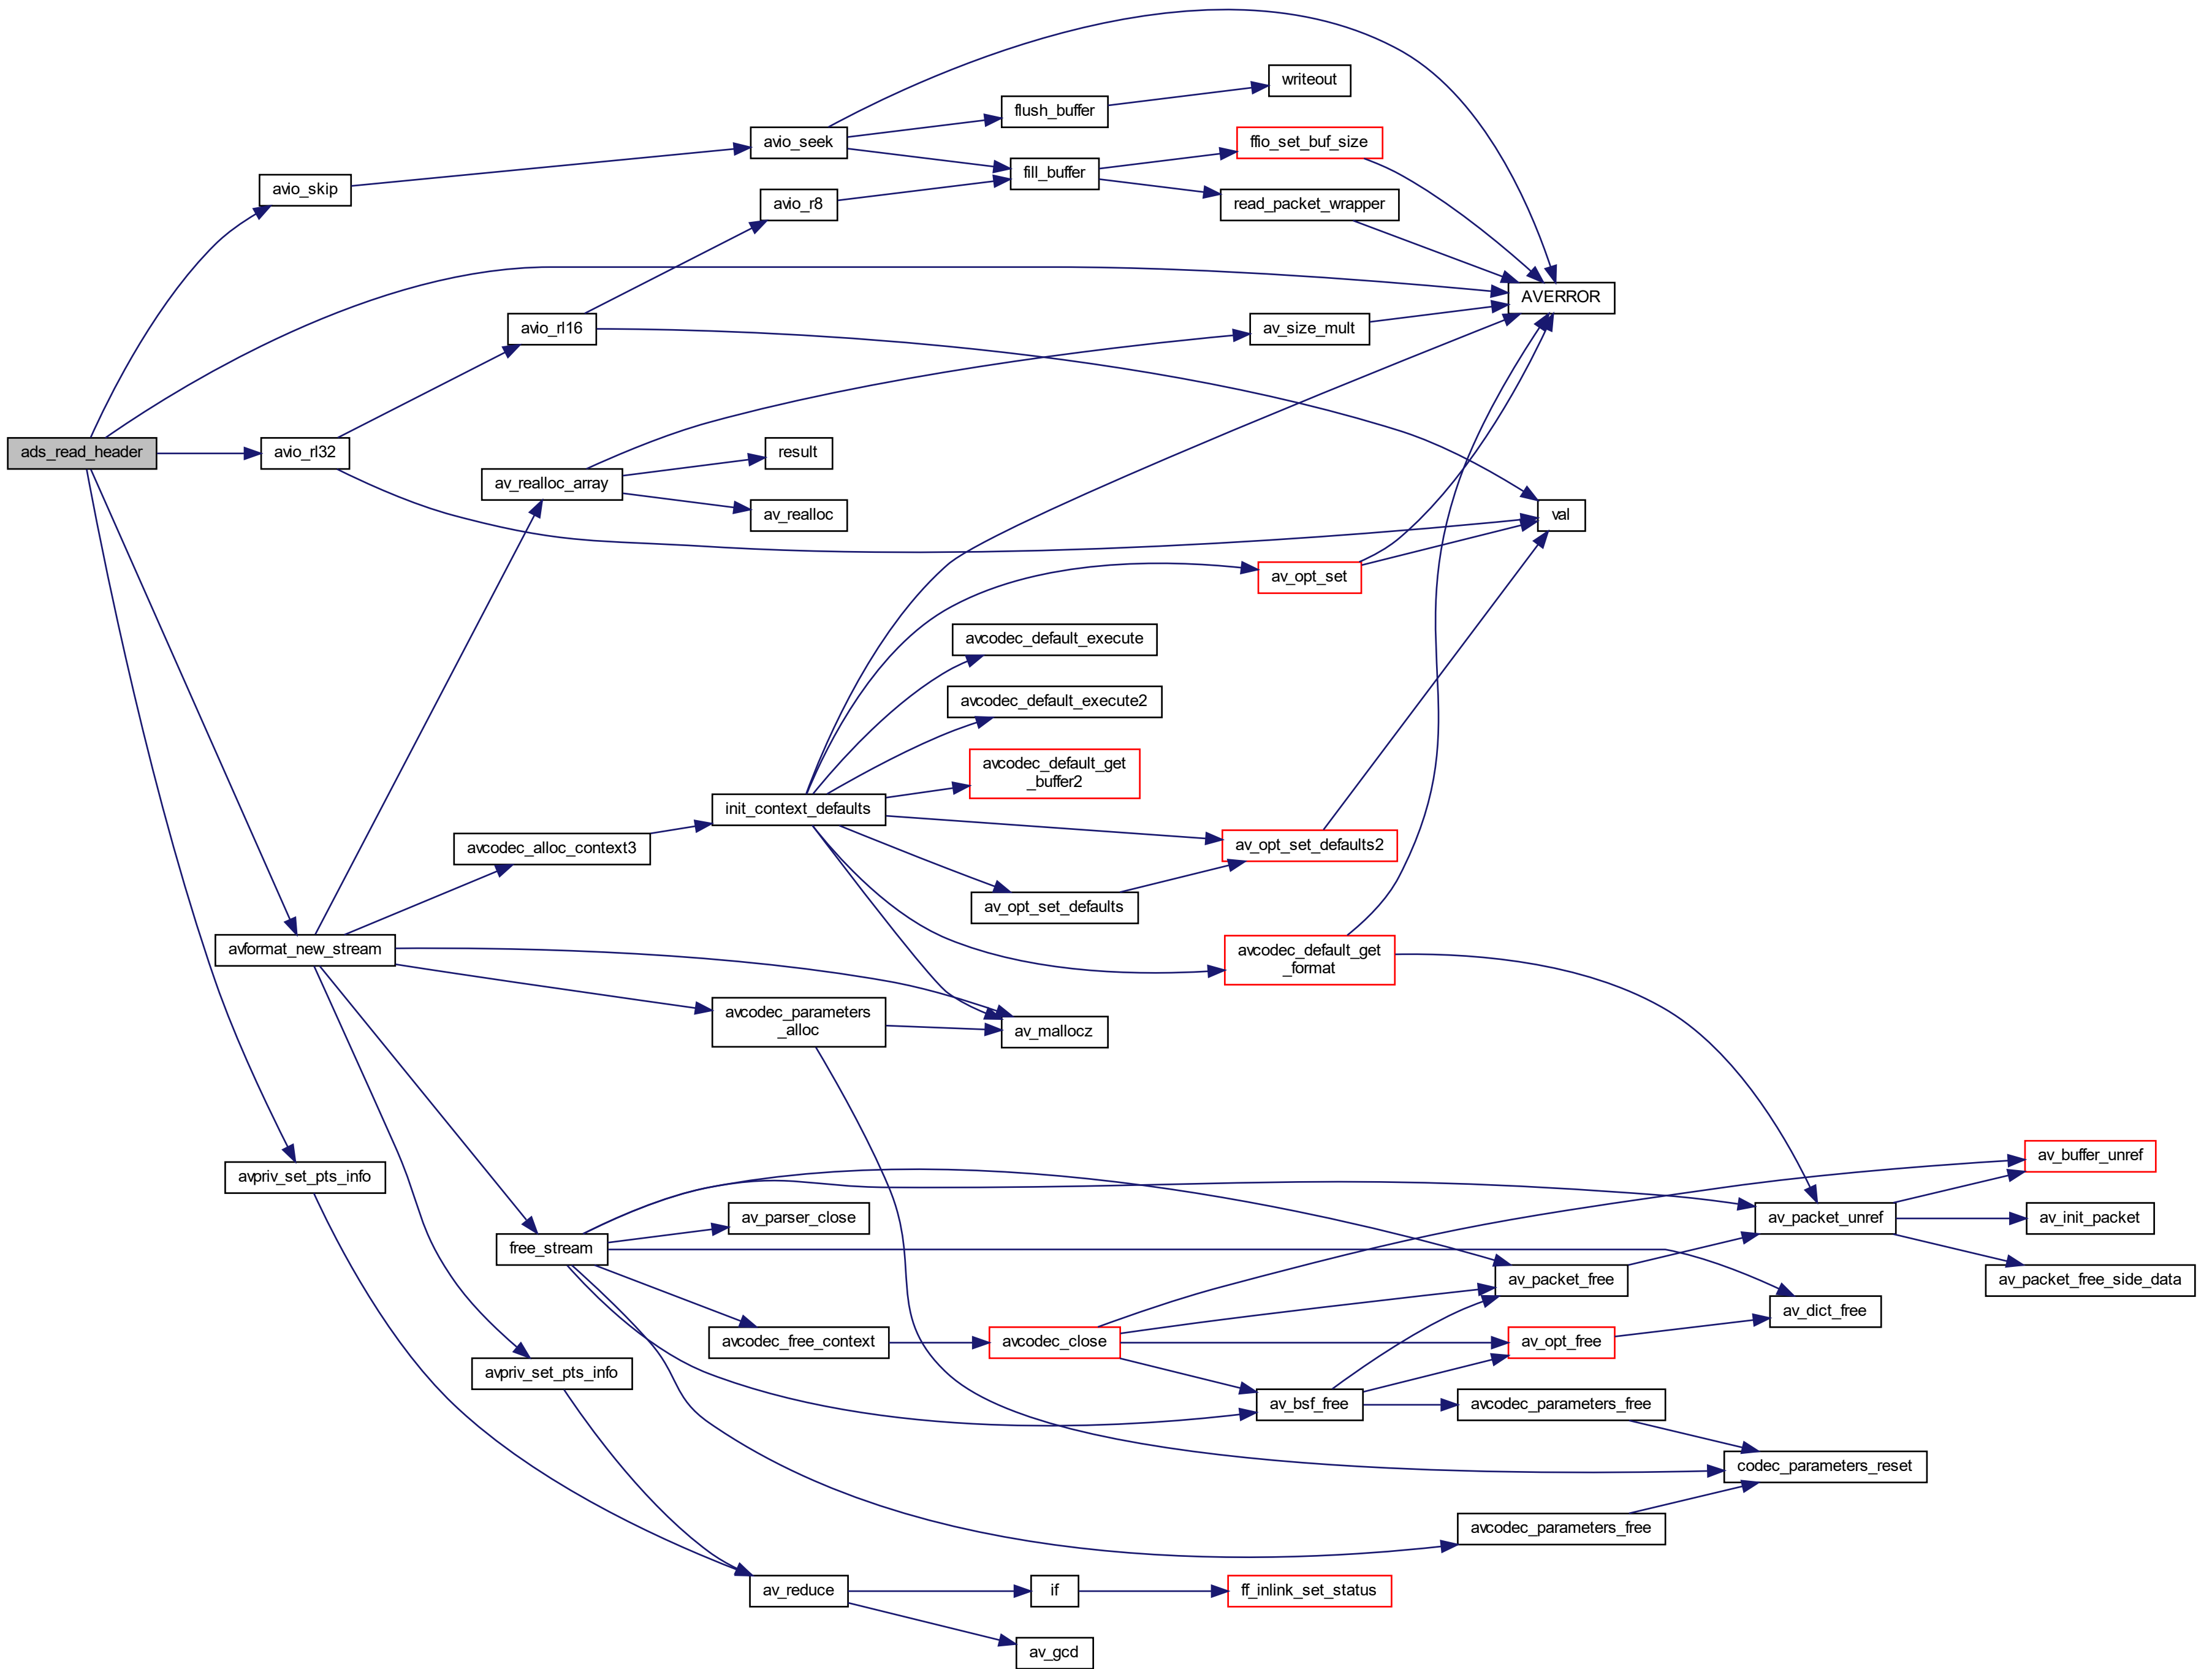 writeout
flush_buffer
avio_seek
ffio_set_buf_size
fill_buffer
avio_skip
avio_r8
read_packet_wrapper
AVERROR
avio_rl16
av_size_mult
ads_read_header
avio_rl32
result
av_realloc_array
av_realloc
val
av_opt_set
avcodec_default_execute
avcodec_default_execute2
avcodec_default_get
_buffer2
init_context_defaults
avcodec_alloc_context3
av_opt_set_defaults2
av_opt_set_defaults
avformat_new_stream
avcodec_default_get
_format
avcodec_parameters
_alloc
av_mallocz
av_buffer_unref
avpriv_set_pts_info
av_parser_close
av_packet_unref
av_init_packet
free_stream
av_packet_free
av_packet_free_side_data
av_dict_free
avcodec_free_context
avcodec_close
av_opt_free
avpriv_set_pts_info
av_bsf_free
avcodec_parameters_free
codec_parameters_reset
avcodec_parameters_free
av_reduce
if
ff_inlink_set_status
av_gcd